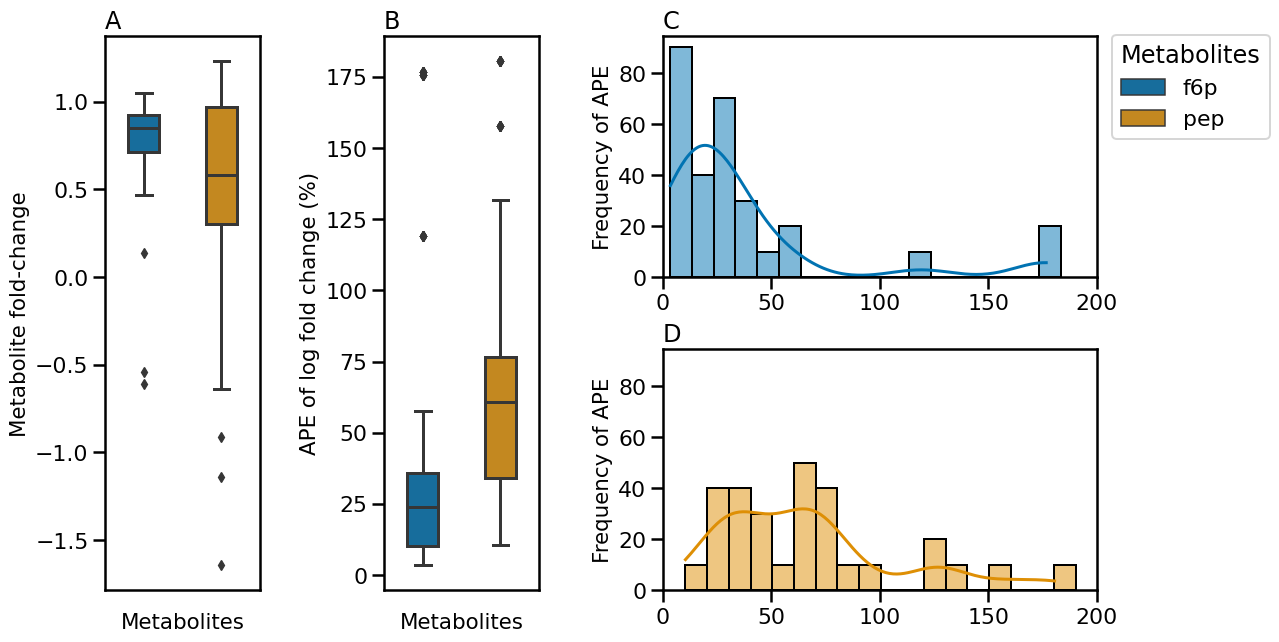 A
Metabolite fold-change
1.0
0.5
0.0
−0.5
−1.0
−1.5
Metabolites
B
APE of log fold change (%)
175
150
125
100
75
50
25
0
Metabolites
C
Frequency of APE
80
60
40
20
0
0 50 100 150 200
Metabolites
f6p
pep
D
Frequency of APE
80
60
40
20
0
0 50 100 150 200